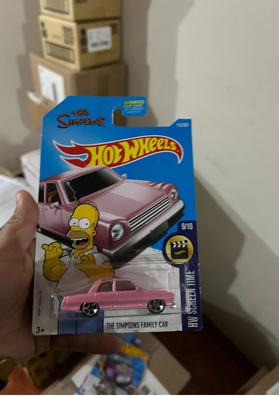 THE
SIMPSONS
HOT WHEELS
9/10
HW SCREEN TIME
THE SIMPSONS FAMILY CAR
3+